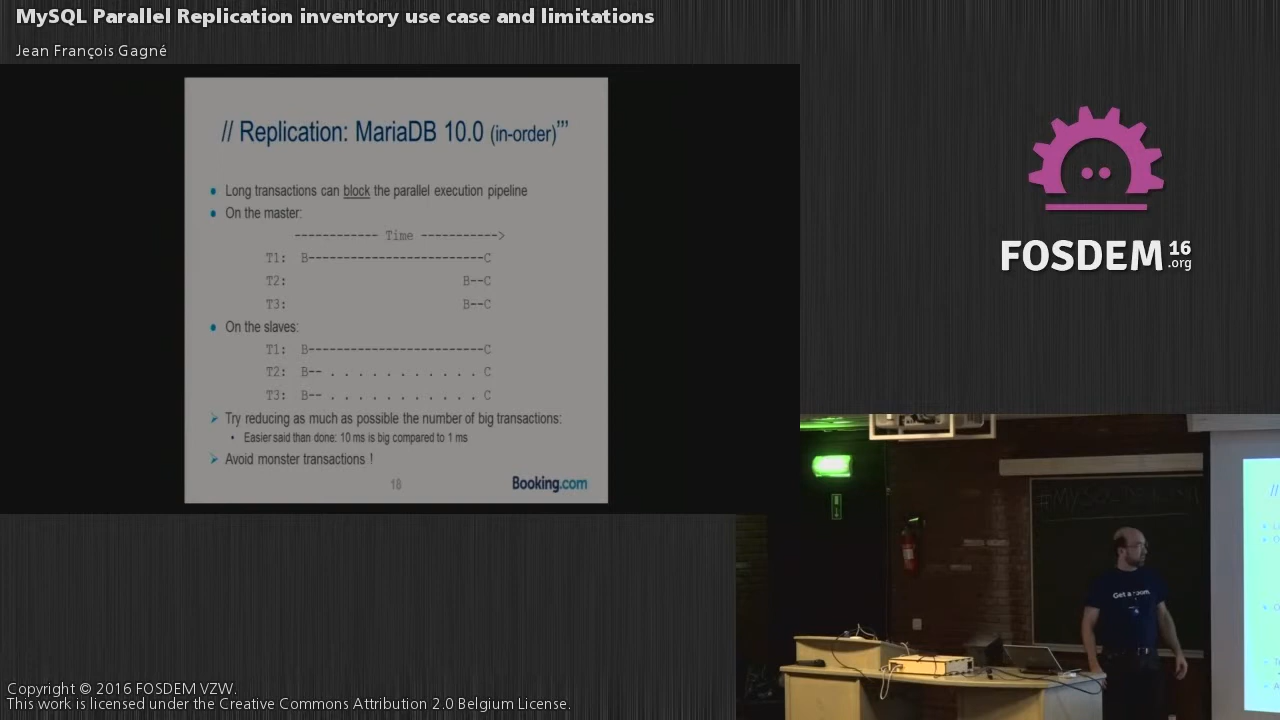 MySQL Parallel Replication inventory use case and limitations
Jean François Gagné
// Replication: MariaDB 10.0 (in-order)’’’
• Long transactions can block the parallel execution pipeline
• On the master:
------------ Time ----------->
T1: B-------------------------C
T2: B--C
T3: B--C
• On the slaves:
T1: B-------------------------C
T2: B-- . . . . . . . . . . . C
T3: B-- . . . . . . . . . . . C
➢ Try reducing as much as possible the number of big transactions:
• Easier said than done: 10 ms is big compared to 1 ms
➢ Avoid monster transactions !
18
Booking.com
FOSDEM 16 .org
Get a room
Copyright © 2016 FOSDEM VZW.
This work is licensed under the Creative Commons Attribution 2.0 Belgium License.